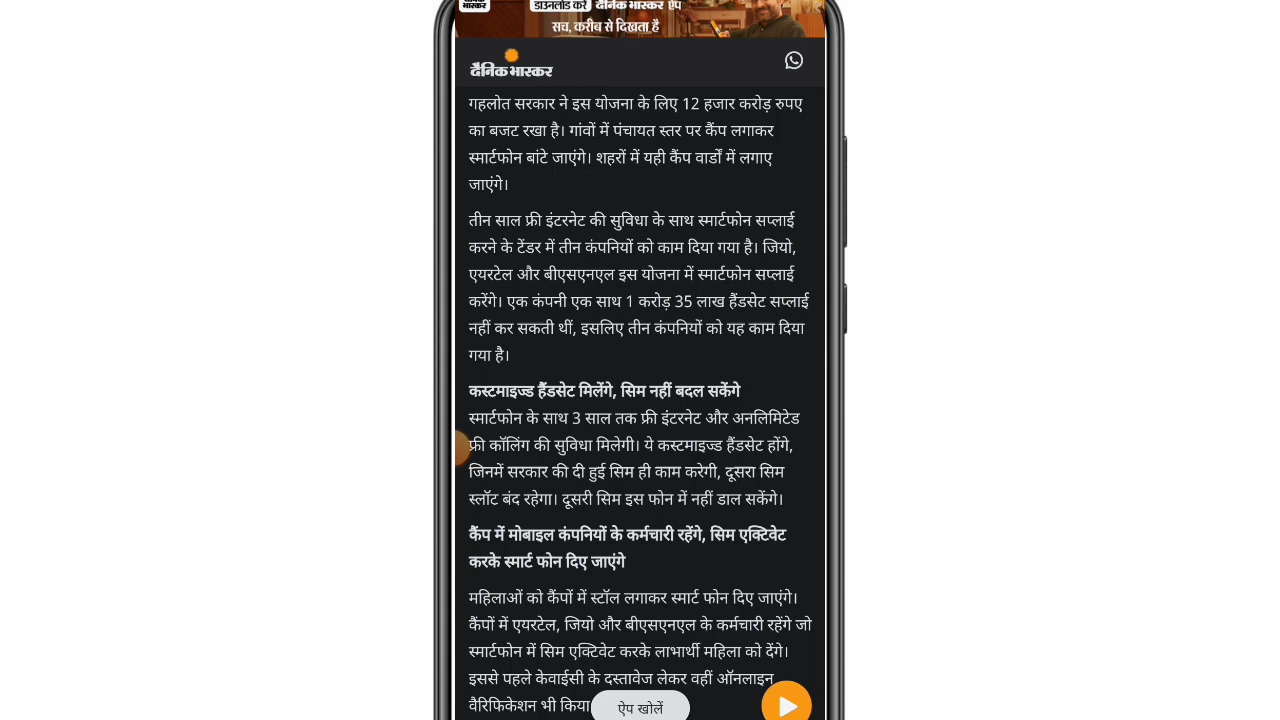 दैनिक भास्कर
डाउनलोड करें दैनिक भास्कर ऐप
सच, करीब से दिखता है
दैनिक भास्कर
गहलोत सरकार ने इस योजना के लिए 12 हजार करोड़ रुपए
का बजट रखा है। गांवों में पंचायत स्तर पर कैंप लगाकर
स्मार्टफोन बांटे जाएंगे। शहरों में यही कैंप वार्डों में लगाए
जाएंगे।
तीन साल फ्री इंटरनेट की सुविधा के साथ स्मार्टफोन सप्लाई
करने के टेंडर में तीन कंपनियों को काम दिया गया है। जियो,
एयरटेल और बीएसएनएल इस योजना में स्मार्टफोन सप्लाई
करेंगे। एक कंपनी एक साथ 1 करोड़ 35 लाख हैंडसेट सप्लाई
नहीं कर सकती थीं, इसलिए तीन कंपनियों को यह काम दिया
गया है।
कस्टमाइज्ड हैंडसेट मिलेंगे, सिम नहीं बदल सकेंगे
स्मार्टफोन के साथ 3 साल तक फ्री इंटरनेट और अनलिमिटेड
फ्री कॉलिंग की सुविधा मिलेगी। ये कस्टमाइज्ड हैंडसेट होंगे,
जिनमें सरकार की दी हुई सिम ही काम करेगी, दूसरा सिम
स्लॉट बंद रहेगा। दूसरी सिम इस फोन में नहीं डाल सकेंगे।
कैंप में मोबाइल कंपनियों के कर्मचारी रहेंगे, सिम एक्टिवेट
करके स्मार्ट फोन दिए जाएंगे
महिलाओं को कैंपों में स्टॉल लगाकर स्मार्ट फोन दिए जाएंगे।
कैंपों में एयरटेल, जियो और बीएसएनएल के कर्मचारी रहेंगे जो
स्मार्टफोन में सिम एक्टिवेट करके लाभार्थी महिला को देंगे।
इससे पहले केवाईसी के दस्तावेज लेकर वहीं ऑनलाइन
वैरिफिकेशन भी किया
ऐप खोलें